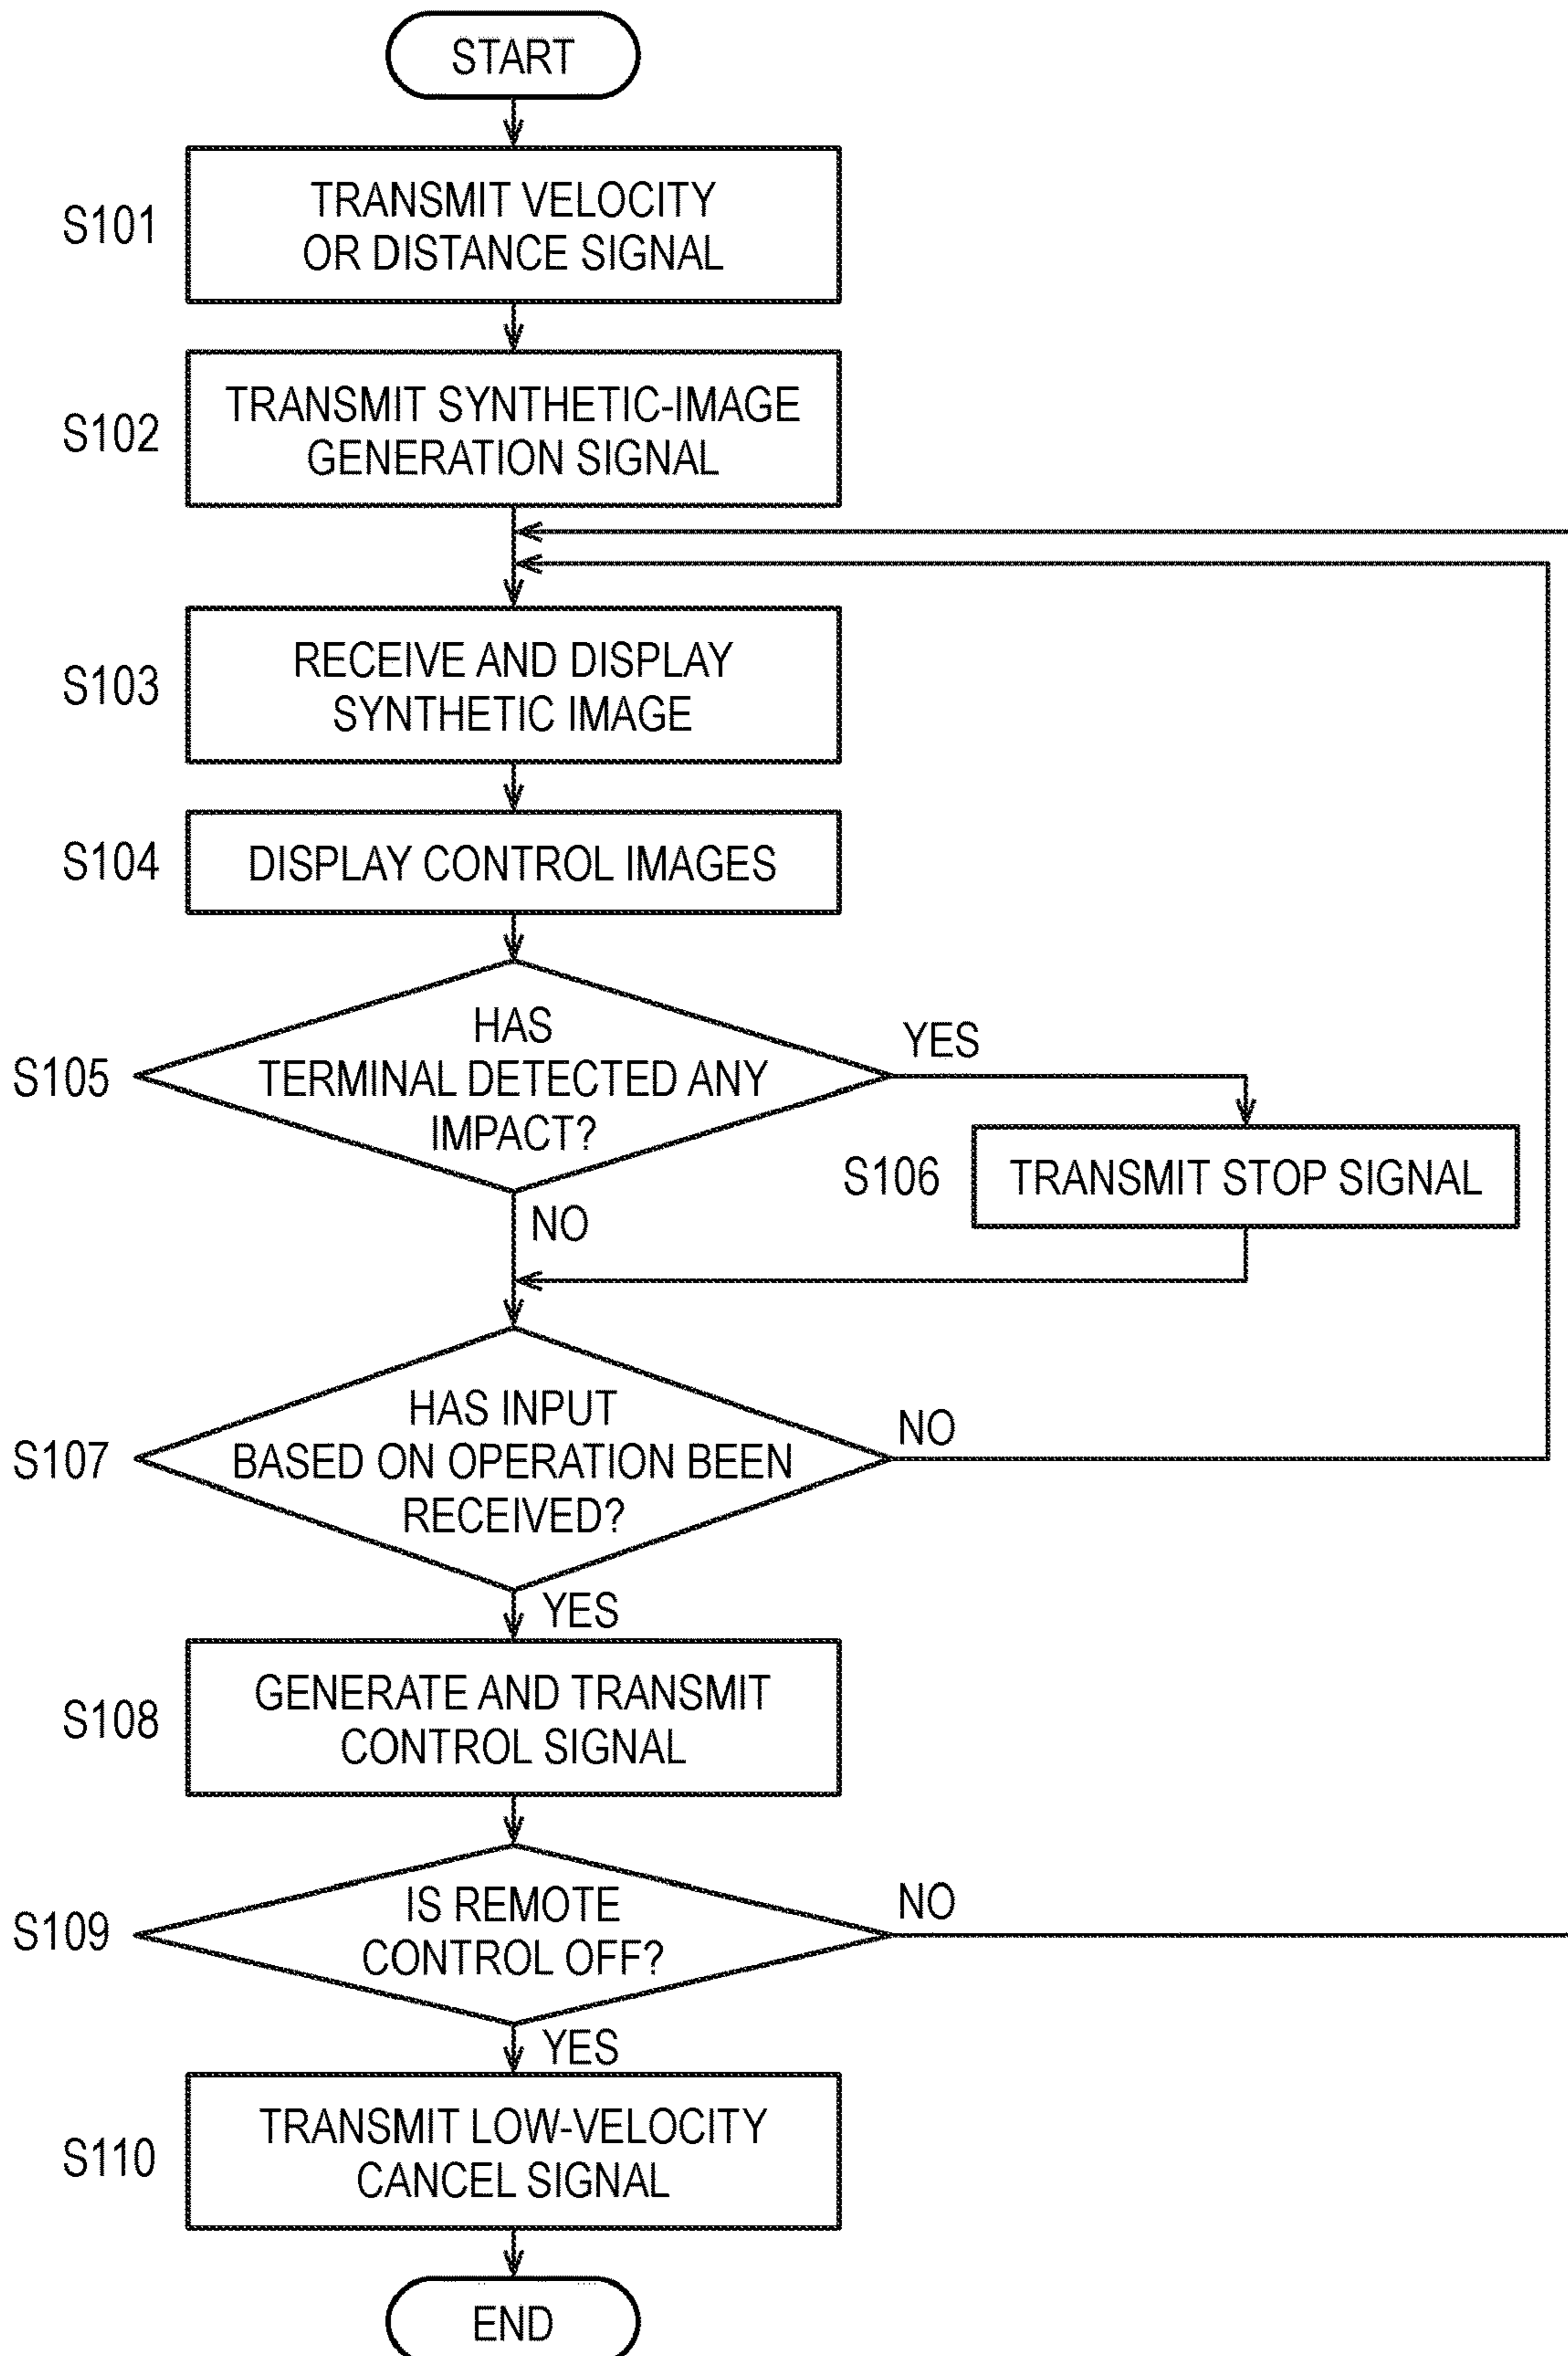 START
S101
TRANSMIT VELOCITY
OR DISTANCE SIGNAL
S102
TRANSMIT SYNTHETIC-IMAGE
GENERATION SIGNAL
S103
RECEIVE AND DISPLAY
SYNTHETIC IMAGE
S104
DISPLAY CONTROL IMAGES
S105
HAS
TERMINAL DETECTED ANY
IMPACT?
YES
S106
TRANSMIT STOP SIGNAL
NO
S107
HAS INPUT
BASED ON OPERATION BEEN
RECEIVED?
NO
YES
S108
GENERATE AND TRANSMIT
CONTROL SIGNAL
S109
IS REMOTE
CONTROL OFF?
NO
YES
S110
TRANSMIT LOW-VELOCITY
CANCEL SIGNAL
END